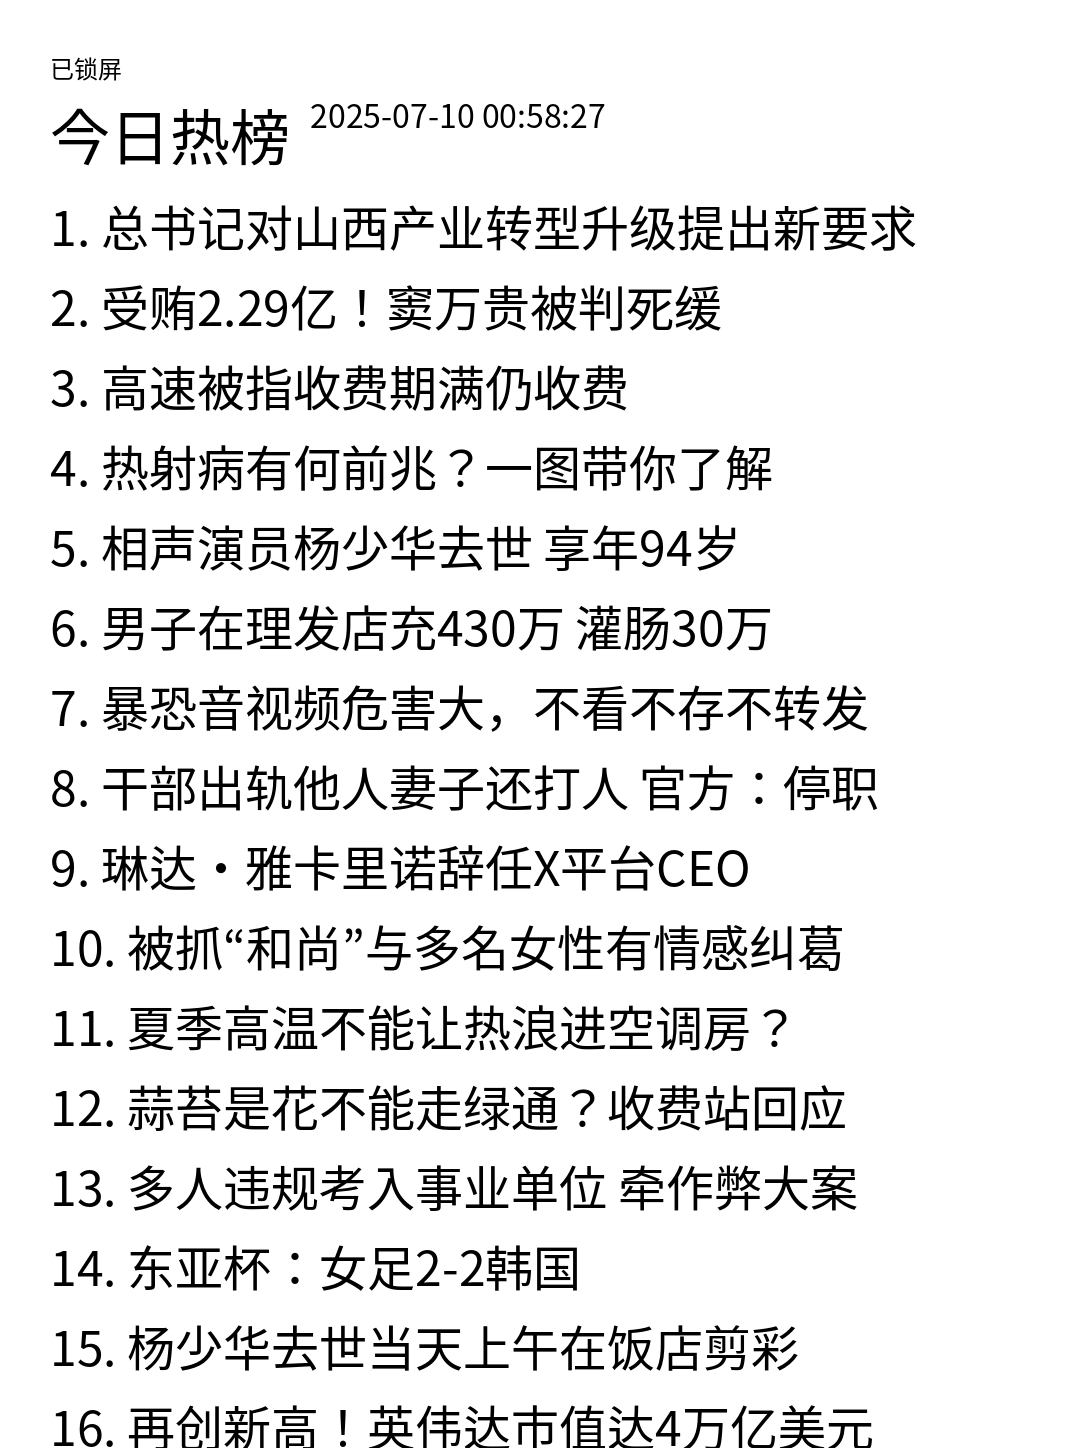 已锁屏
今日热榜 2025-07-10 00:58:27
1. 总书记对山西产业转型升级提出新要求
2. 受贿2.29亿！窦万贵被判死缓
3. 高速被指收费期满仍收费
4. 热射病有何前兆？一图带你了解
5. 相声演员杨少华去世 享年94岁
6. 男子在理发店充430万 灌肠30万
7. 暴恐音视频危害大，不看不存不转发
8. 干部出轨他人妻子还打人 官方：停职
9. 琳达・雅卡里诺辞任X平台CEO
10. 被抓“和尚”与多名女性有情感纠葛
11. 夏季高温不能让热浪进空调房？
12. 蒜苔是花不能走绿通？收费站回应
13. 多人违规考入事业单位 牵作弊大案
14. 东亚杯：女足2-2韩国
15. 杨少华去世当天上午在饭店剪彩
16. 再创新高！英伟达市值达4万亿美元